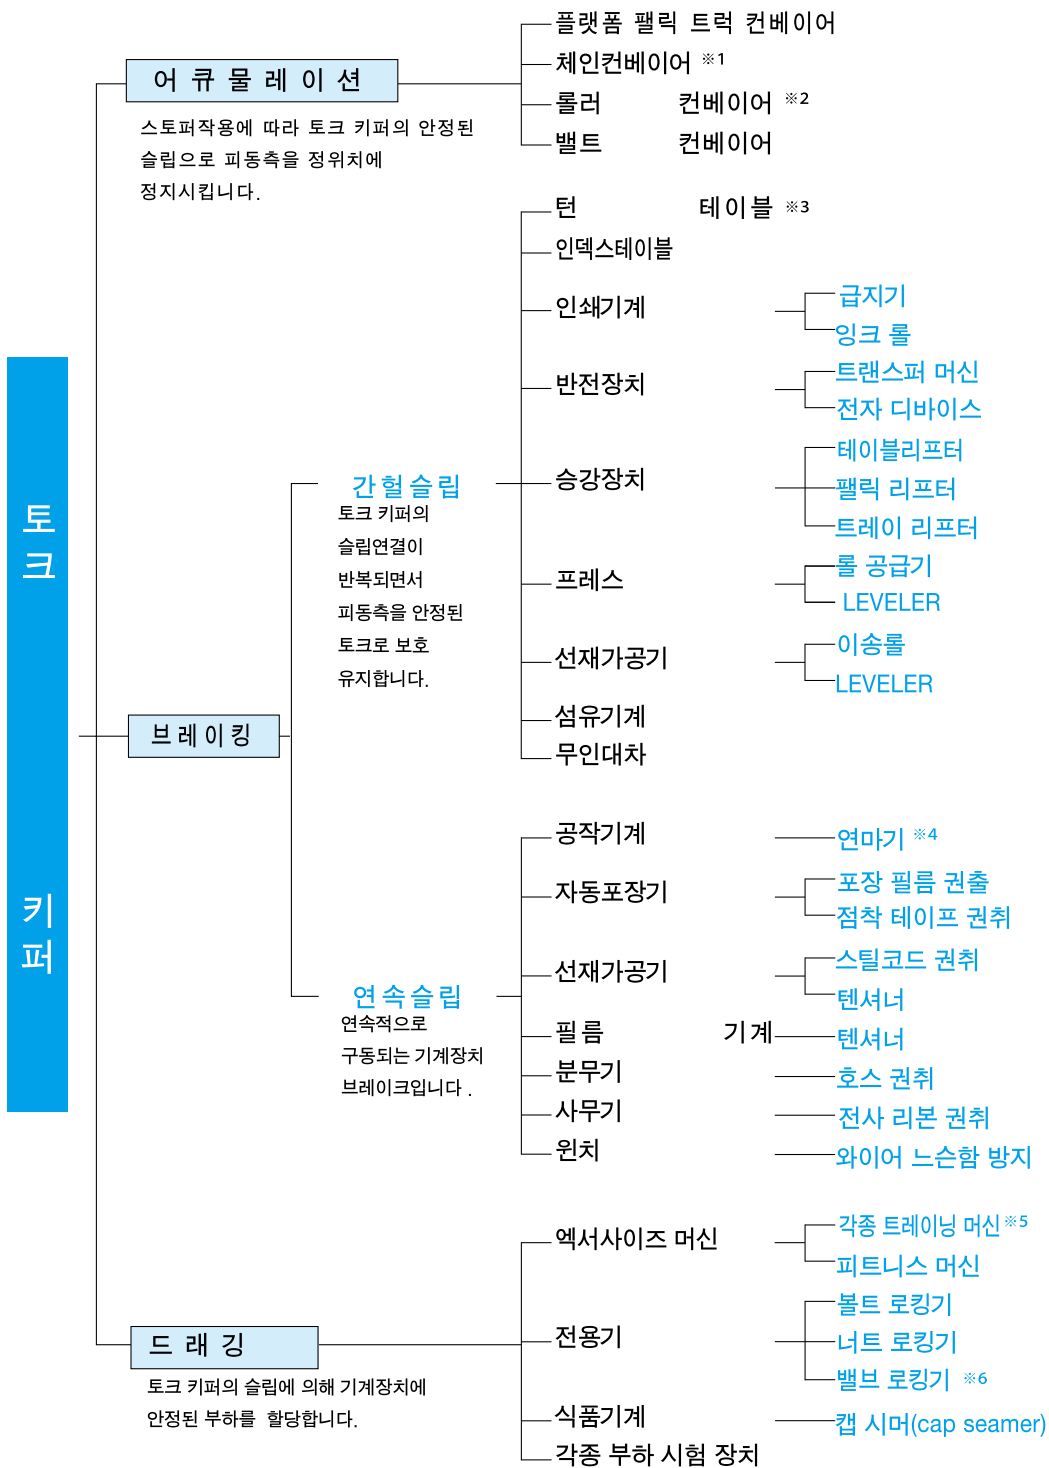 토크
키퍼
어큐물레이션
스토퍼작용에 따라 토크 키퍼의 안정된
슬립으로 피동측을 정위치에
정지시킵니다.
플랫폼 팰릭 트럭 컨베이어
체인컨베이어 ※1
롤러 컨베이어 ※2
밸트 컨베이어
브레이킹
간헐슬립
토크 키퍼의
슬립연결이
반복되면서
피동측을 안정된
토크로 보호
유지합니다.
턴 테이블 ※3
인덱스테이블
인쇄기계
급지기
잉크 롤
반전장치
트랜스퍼 머신
전자 디바이스
승강장치
테이블리프터
팰릭 리프터
트레이 리프터
프레스
롤 공급기
LEVELER
선재가공기
이송롤
LEVELER
섬유기계
무인대차
연속슬립
연속적으로
구동되는 기계장치
브레이크입니다 .
공작기계
연마기 ※4
자동포장기
포장 필름 권출
점착 테이프 권취
선재가공기
스틸코드 권취
텐셔너
필름 기계
텐셔너
분무기
호스 권취
사무기
전사 리본 권취
윈치
와이어 느슨함 방지
드래깅
토크 키퍼의 슬립에 의해 기계장치에
안정된 부하를 할당합니다.
엑서사이즈 머신
각종 트레이닝 머신※5
피트니스 머신
전용기
볼트 로킹기
너트 로킹기
밸브 로킹기 ※6
식품기계
캡 시머(cap seamer)
각종 부하 시험 장치